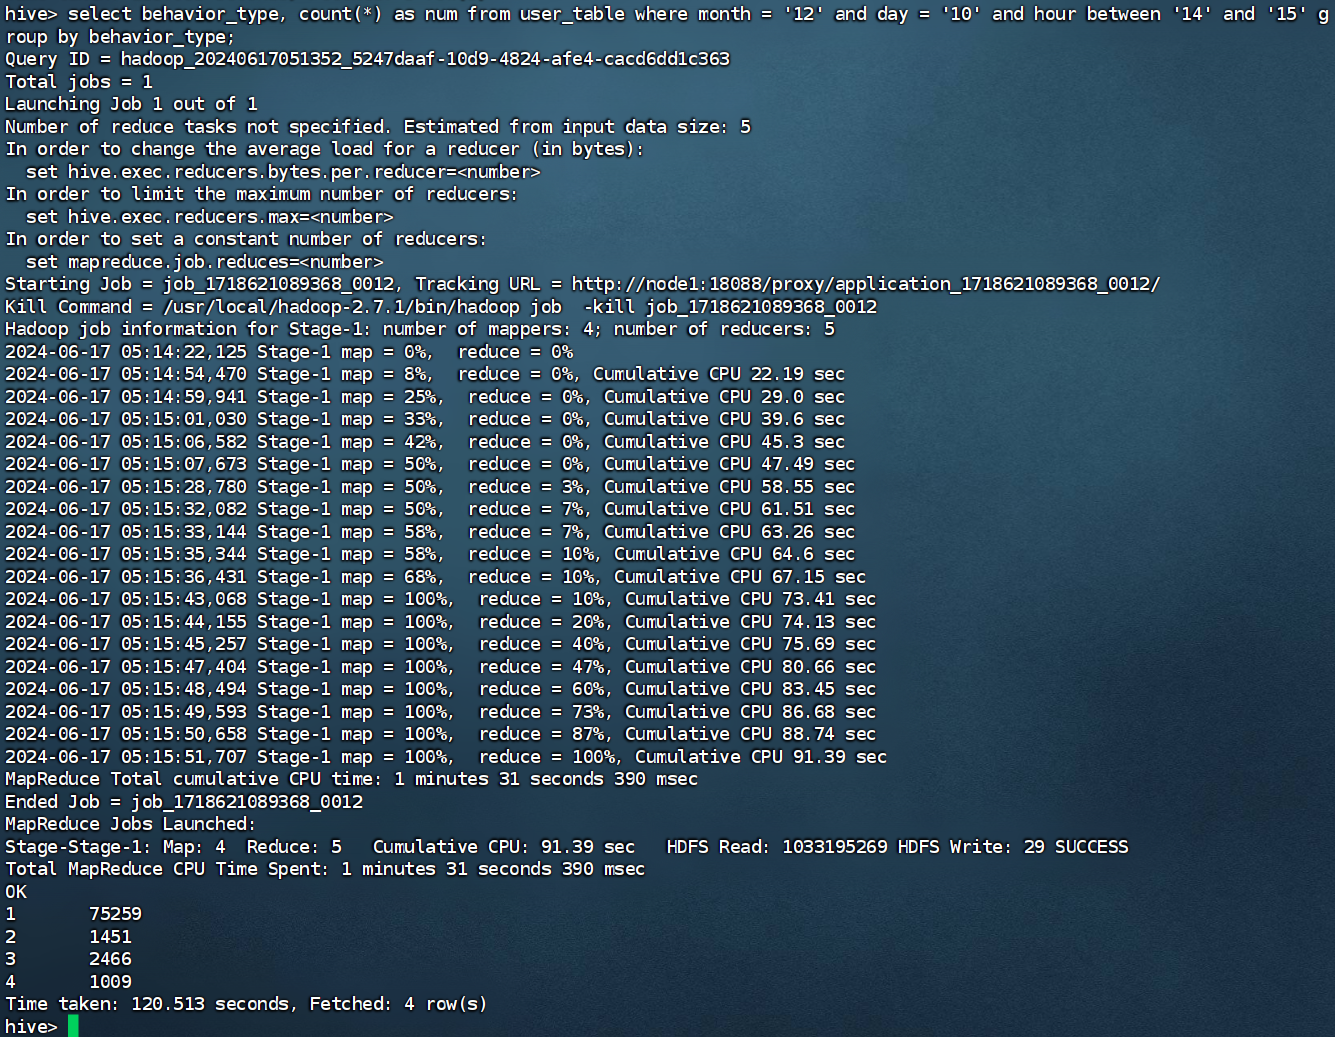 hive> select behavior_type, count(*) as num from user_table where month = '12' and day = '10' and hour between '14' and '15' g
roup by behavior_type;
Query ID = hadoop_20240617051352_5247daaf-10d9-4824-afe4-cacd6dd1c363
Total jobs = 1
Launching Job 1 out of 1
Number of reduce tasks not specified. Estimated from input data size: 5
In order to change the average load for a reducer (in bytes):
  set hive.exec.reducers.bytes.per.reducer=<number>
In order to limit the maximum number of reducers:
  set hive.exec.reducers.max=<number>
In order to set a constant number of reducers:
  set mapreduce.job.reduces=<number>
Starting Job = job_1718621089368_0012, Tracking URL = http://node1:18088/proxy/application_1718621089368_0012/
Kill Command = /usr/local/hadoop-2.7.1/bin/hadoop job  -kill job_1718621089368_0012
Hadoop job information for Stage-1: number of mappers: 4; number of reducers: 5
2024-06-17 05:14:22,125 Stage-1 map = 0%,  reduce = 0%
2024-06-17 05:14:54,470 Stage-1 map = 8%,  reduce = 0%, Cumulative CPU 22.19 sec
2024-06-17 05:14:59,941 Stage-1 map = 25%,  reduce = 0%, Cumulative CPU 29.0 sec
2024-06-17 05:15:01,030 Stage-1 map = 33%,  reduce = 0%, Cumulative CPU 39.6 sec
2024-06-17 05:15:06,582 Stage-1 map = 42%,  reduce = 0%, Cumulative CPU 45.3 sec
2024-06-17 05:15:07,673 Stage-1 map = 50%,  reduce = 0%, Cumulative CPU 47.49 sec
2024-06-17 05:15:28,780 Stage-1 map = 50%,  reduce = 3%, Cumulative CPU 58.55 sec
2024-06-17 05:15:32,082 Stage-1 map = 50%,  reduce = 7%, Cumulative CPU 61.51 sec
2024-06-17 05:15:33,144 Stage-1 map = 58%,  reduce = 7%, Cumulative CPU 63.26 sec
2024-06-17 05:15:35,344 Stage-1 map = 58%,  reduce = 10%, Cumulative CPU 64.6 sec
2024-06-17 05:15:36,431 Stage-1 map = 68%,  reduce = 10%, Cumulative CPU 67.15 sec
2024-06-17 05:15:43,068 Stage-1 map = 100%,  reduce = 10%, Cumulative CPU 73.41 sec
2024-06-17 05:15:44,155 Stage-1 map = 100%,  reduce = 20%, Cumulative CPU 74.13 sec
2024-06-17 05:15:45,257 Stage-1 map = 100%,  reduce = 40%, Cumulative CPU 75.69 sec
2024-06-17 05:15:47,404 Stage-1 map = 100%,  reduce = 47%, Cumulative CPU 80.66 sec
2024-06-17 05:15:48,494 Stage-1 map = 100%,  reduce = 60%, Cumulative CPU 83.45 sec
2024-06-17 05:15:49,593 Stage-1 map = 100%,  reduce = 73%, Cumulative CPU 86.68 sec
2024-06-17 05:15:50,658 Stage-1 map = 100%,  reduce = 87%, Cumulative CPU 88.74 sec
2024-06-17 05:15:51,707 Stage-1 map = 100%,  reduce = 100%, Cumulative CPU 91.39 sec
MapReduce Total cumulative CPU time: 1 minutes 31 seconds 390 msec
Ended Job = job_1718621089368_0012
MapReduce Jobs Launched:
Stage-Stage-1: Map: 4  Reduce: 5   Cumulative CPU: 91.39 sec   HDFS Read: 1033195269 HDFS Write: 29 SUCCESS
Total MapReduce CPU Time Spent: 1 minutes 31 seconds 390 msec
OK
1       75259
2       1451
3       2466
4       1009
Time taken: 120.513 seconds, Fetched: 4 row(s)
hive>